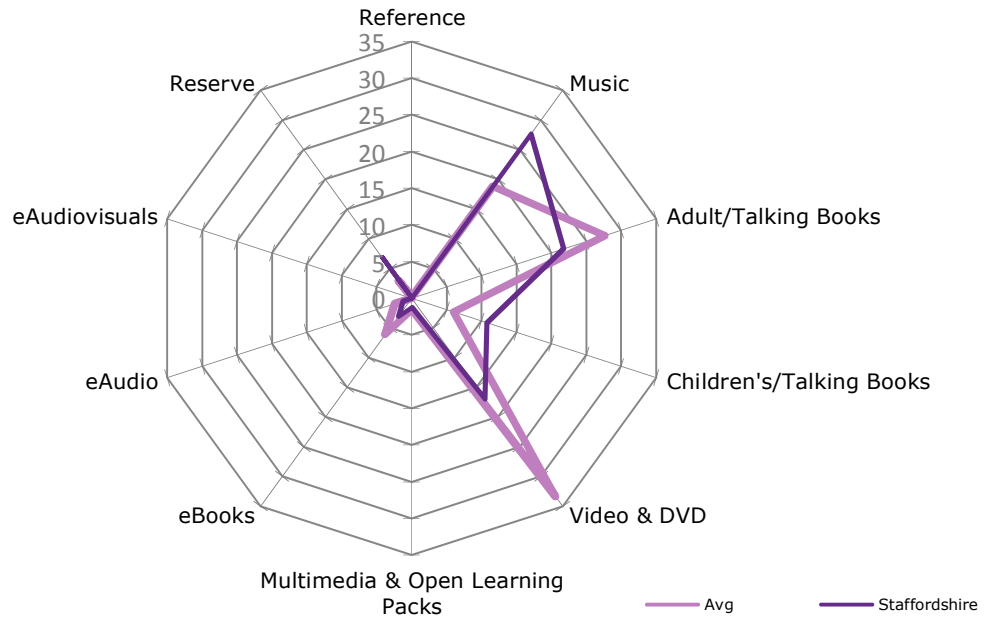 Reference
35
30
25
20
15
10
5
0
Music
Adult/Talking Books
Children's/Talking Books
Video & DVD
Multimedia & Open Learning
Packs
eBooks
eAudio
eAudiovisuals
Reserve
Avg
Staffordshire